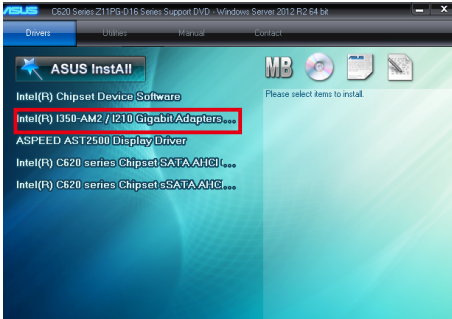 ASUS C620 Series Z11PG-D16 Series Support DVD - Windows Server 2012 R2 64 bit
Drivers Utilities Manual Contact
ASUS InstAll
MB
Intel(R) Chipset Device Software
Please select items to install.
Intel(R) I350-AM2 / I210 Gigabit Adapters...
ASPEED AST2500 Display Driver
Intel(R) C620 series Chipset SATA AHCI (...
Intel(R) C620 series Chipset sSATA AHCI...